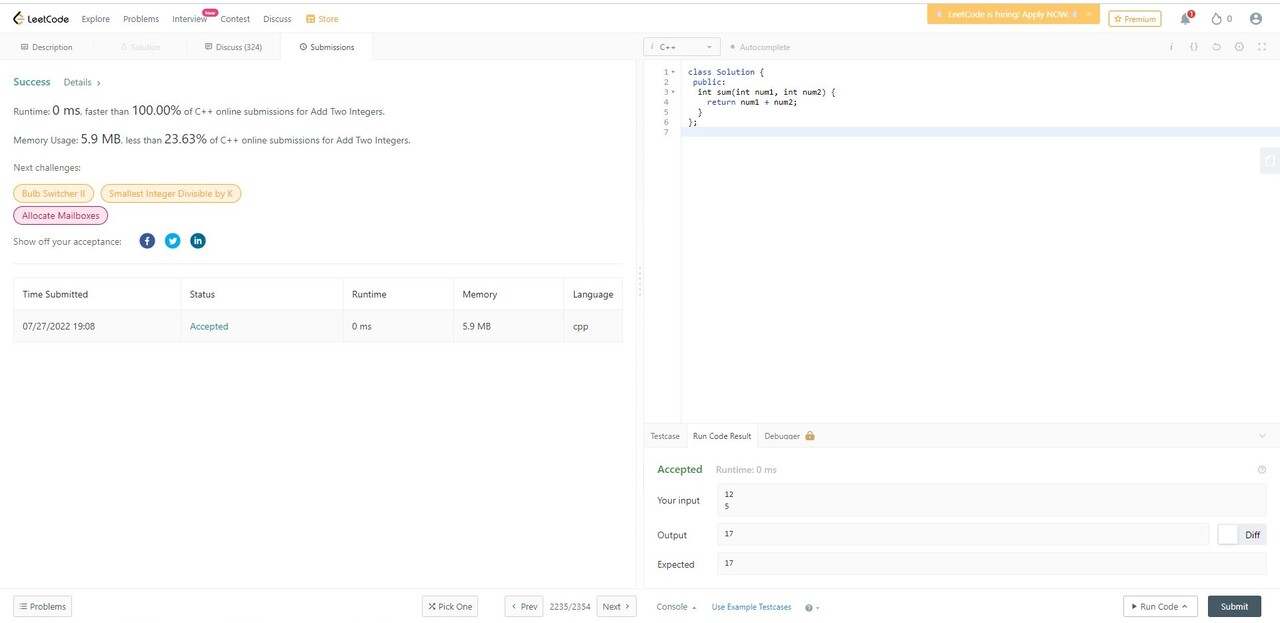 LeetCode Explore Problems Interview New Contest Discuss Store LeetCode is hiring! Apply NOW. × Premium 1 0
Description Solution Discuss (324) Submissions i C++ Autocomplete i {}
Success Details ›
Runtime: 0 ms, faster than 100.00% of C++ online submissions for Add Two Integers.
Memory Usage: 5.9 MB, less than 23.63% of C++ online submissions for Add Two Integers.
Next challenges:
Bulb Switcher II Smallest Integer Divisible by K
Allocate Mailboxes
Show off your acceptance: f in
Time Submitted Status Runtime Memory Language
07/27/2022 19:08 Accepted 0 ms 5.9 MB cpp
1 class Solution {
2 public:
3 int sum(int num1, int num2) {
4 return num1 + num2;
5 }
6 };
7
Testcase Run Code Result Debugger
Accepted Runtime: 0 ms
Your input 12
5
Output 17 Diff
Expected 17
Problems Pick One ‹ Prev 2235/2354 Next › Console Use Example Testcases ? Run Code Submit